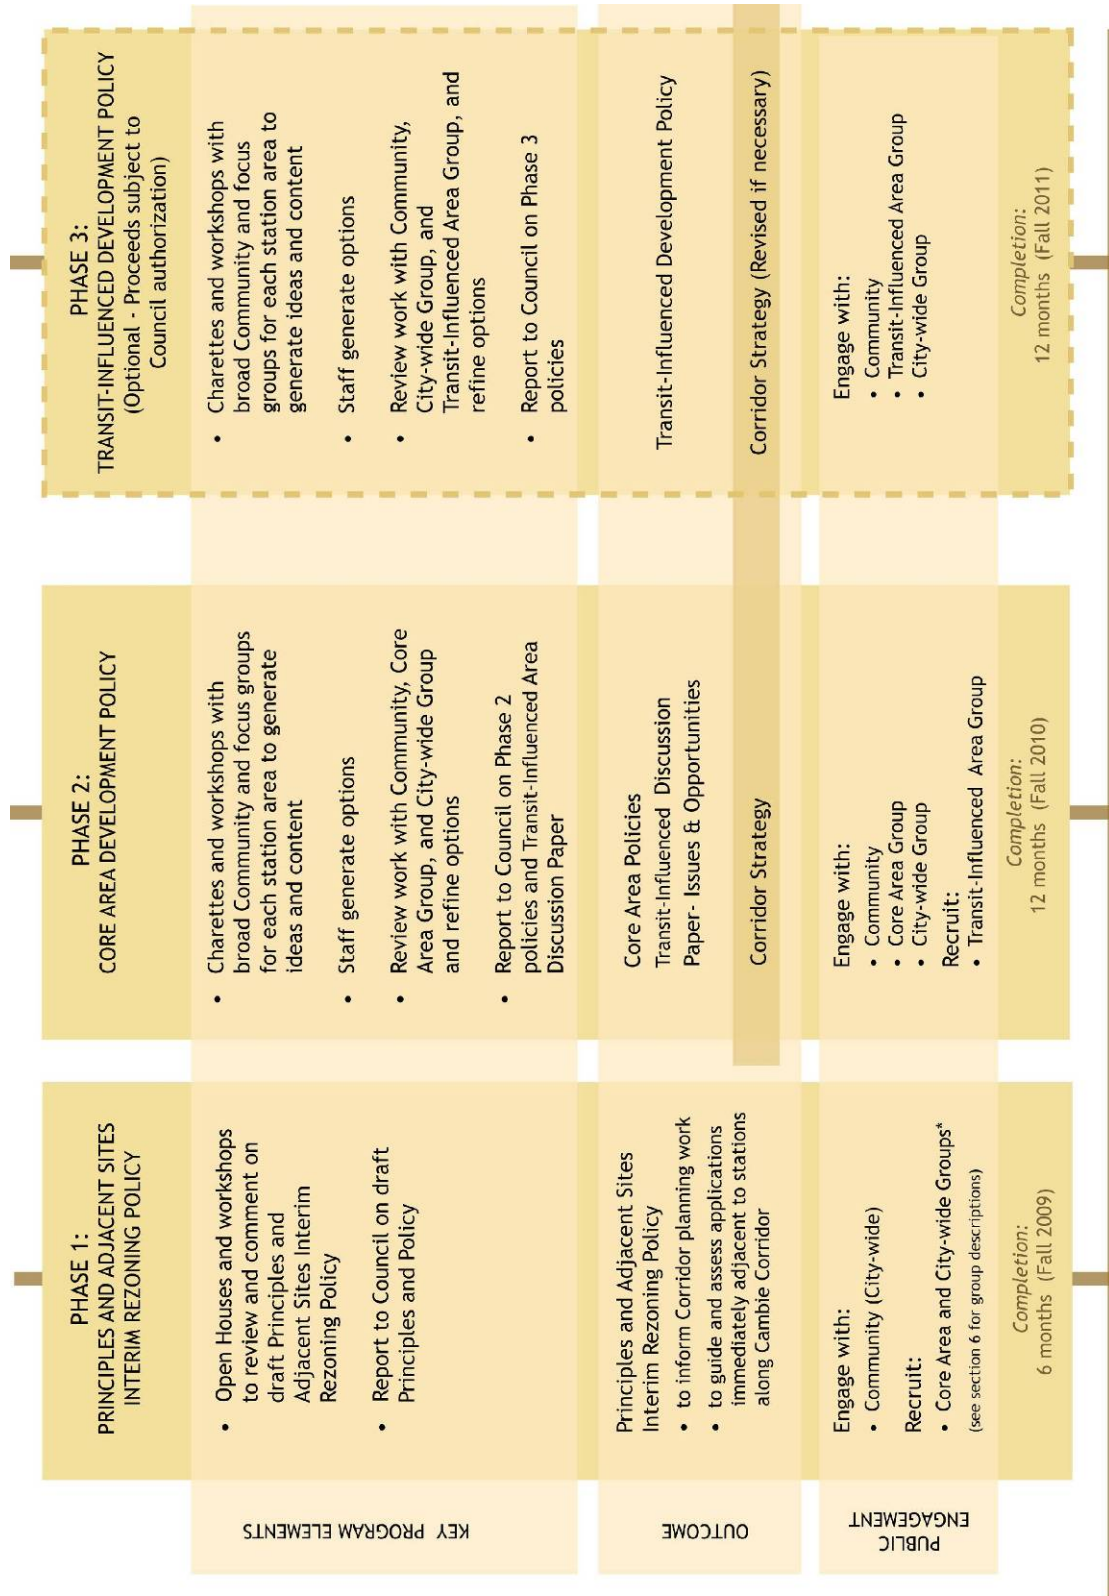 PHASE 1:
PRINCIPLES AND ADJACENT SITES
INTERIM REZONING POLICY
• Open Houses and workshops
to review and comment on
draft Principles and
Adjacent Sites Interim
Rezoning Policy
• Report to Council on draft
Principles and Policy
Principles and Adjacent Sites
Interim Rezoning Policy
• to inform Corridor planning work
• to guide and assess applications
immediately adjacent to stations
along Cambie Corridor
Engage with:
• Community (City-wide)
Recruit:
• Core Area and City-wide Groups*
(see section 6 for group descriptions)
Completion:
6 months (Fall 2009)
PHASE 2:
CORE AREA DEVELOPMENT POLICY
• Charettes and workshops with
broad Community and focus groups
for each station area to generate
ideas and content
• Staff generate options
• Review work with Community, Core
Area Group, and City-wide Group
and refine options
• Report to Council on Phase 2
policies and Transit-Influenced Area
Discussion Paper
Core Area Policies
Transit-Influenced Discussion
Paper- Issues & Opportunities
Corridor Strategy
Engage with:
• Community
• Core Area Group
• City-wide Group
Recruit:
• Transit-Influenced Area Group
Completion:
12 months (Fall 2010)
PHASE 3:
TRANSIT-INFLUENCED DEVELOPMENT POLICY
(Optional - Proceeds subject to
Council authorization)
• Charettes and workshops with
broad Community and focus
groups for each station area to
generate ideas and content
• Staff generate options
• Review work with Community,
City-wide Group, and
Transit-Influenced Area Group, and
refine options
• Report to Council on Phase 3
policies
Transit-Influenced Development Policy
Corridor Strategy (Revised if necessary)
Engage with:
• Community
• Transit-Influenced Area Group
• City-wide Group
Completion:
12 months (Fall 2011)
KEY PROGRAM ELEMENTS
OUTCOME
PUBLIC
ENGAGEMENT